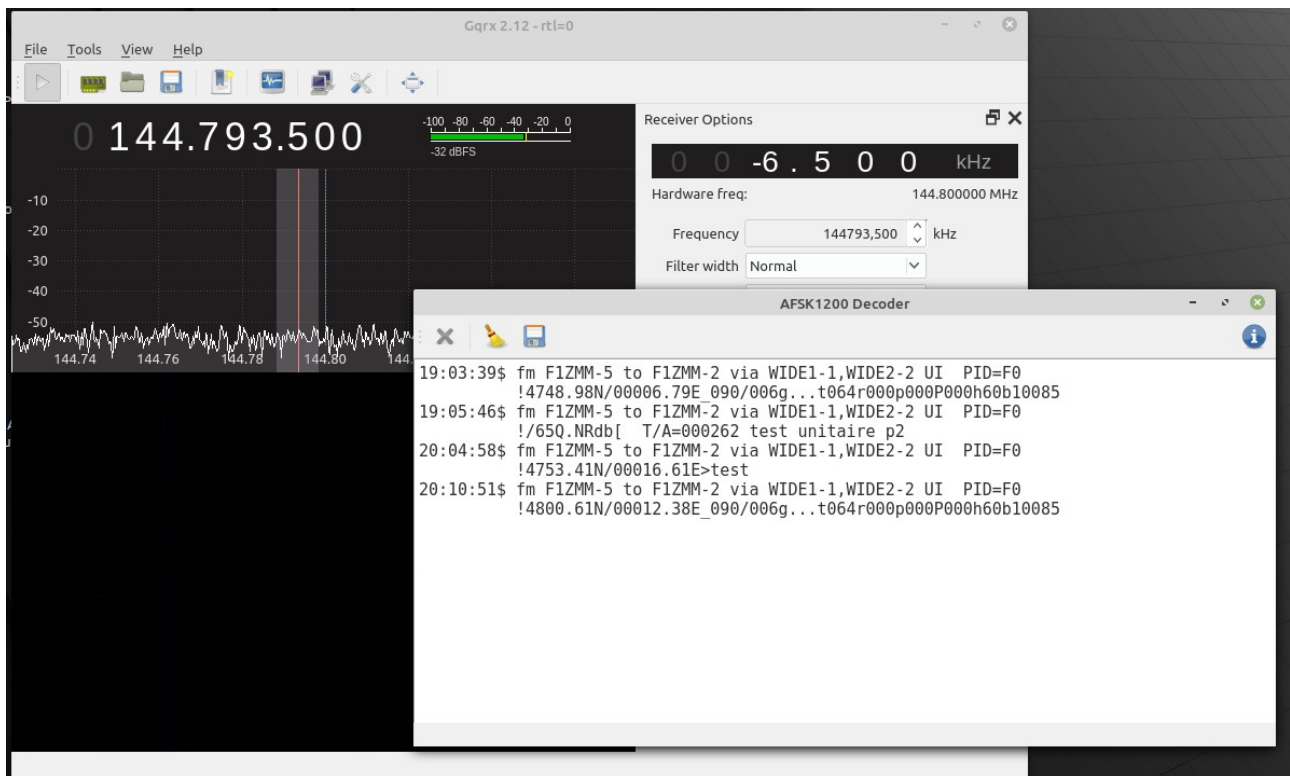 Gqrx 2.12 - rtl=0
File Tools View Help
0 144.793.500
-100 -80 -60 -40 -20 0
-32 dBFS
-10
-20
-30
-40
-50
144.74 144.76 144.78 144.80 144.
Receiver Options
0 0 -6.500 kHz
Hardware freq: 144.800000 MHz
Frequency 144793,500 kHz
Filter width Normal
AFSK1200 Decoder
19:03:39$ fm F1ZMM-5 to F1ZMM-2 via WIDE1-1,WIDE2-2 UI PID=F0
!4748.98N/00006.79E_090/006g...t064r000p000P000h60b10085
19:05:46$ fm F1ZMM-5 to F1ZMM-2 via WIDE1-1,WIDE2-2 UI PID=F0
!/65Q.NRdb[ T/A=000262 test unitaire p2
20:04:58$ fm F1ZMM-5 to F1ZMM-2 via WIDE1-1,WIDE2-2 UI PID=F0
!4753.41N/00016.61E>test
20:10:51$ fm F1ZMM-5 to F1ZMM-2 via WIDE1-1,WIDE2-2 UI PID=F0
!4800.61N/00012.38E_090/006g...t064r000p000P000h60b10085